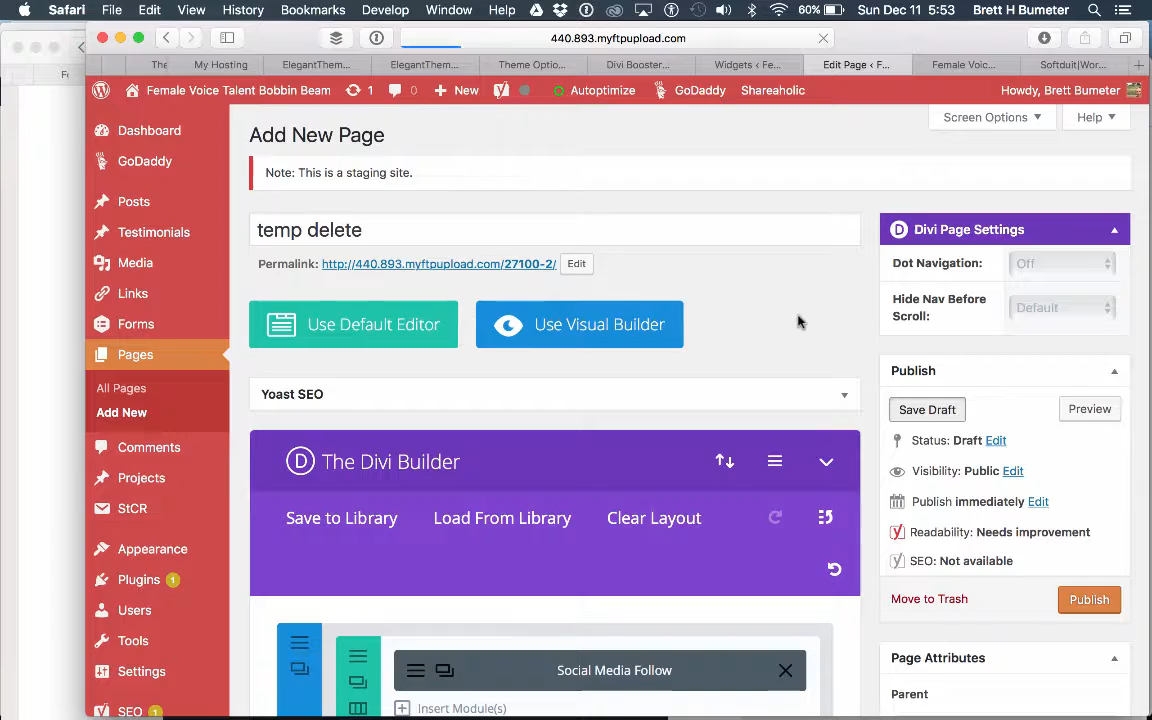 Safari File Edit View History Bookmarks Develop Window Help 60% Sun Dec 11 5:53 Brett H Bumeter
440.893.myftpupload.com
The My Hosting ElegantThem... ElegantThem... Theme Optio... Divi Booster... Widgets ‹ Fe... Edit Page ‹ F... Female Voic... Softduit|Wor...
Female Voice Talent Bobbin Beam 1 0 New Autoptimize GoDaddy Shareaholic Howdy, Brett Bumeter
Screen Options Help
Dashboard
GoDaddy
Posts
Testimonials
Media
Links
Forms
Pages
All Pages
Add New
Comments
Projects
StCR
Appearance
Plugins 1
Users
Tools
Settings
SEO 1
Add New Page
Note: This is a staging site.
temp delete
Permalink: http://440.893.myftpupload.com/27100-2/ Edit
Use Default Editor Use Visual Builder
Yoast SEO
D The Divi Builder
Save to Library Load From Library Clear Layout
Social Media Follow
Insert Module(s)
D Divi Page Settings
Dot Navigation: Off
Hide Nav Before
Scroll: Default
Publish
Save Draft Preview
Status: Draft Edit
Visibility: Public Edit
Publish immediately Edit
Readability: Needs improvement
SEO: Not available
Move to Trash Publish
Page Attributes
Parent